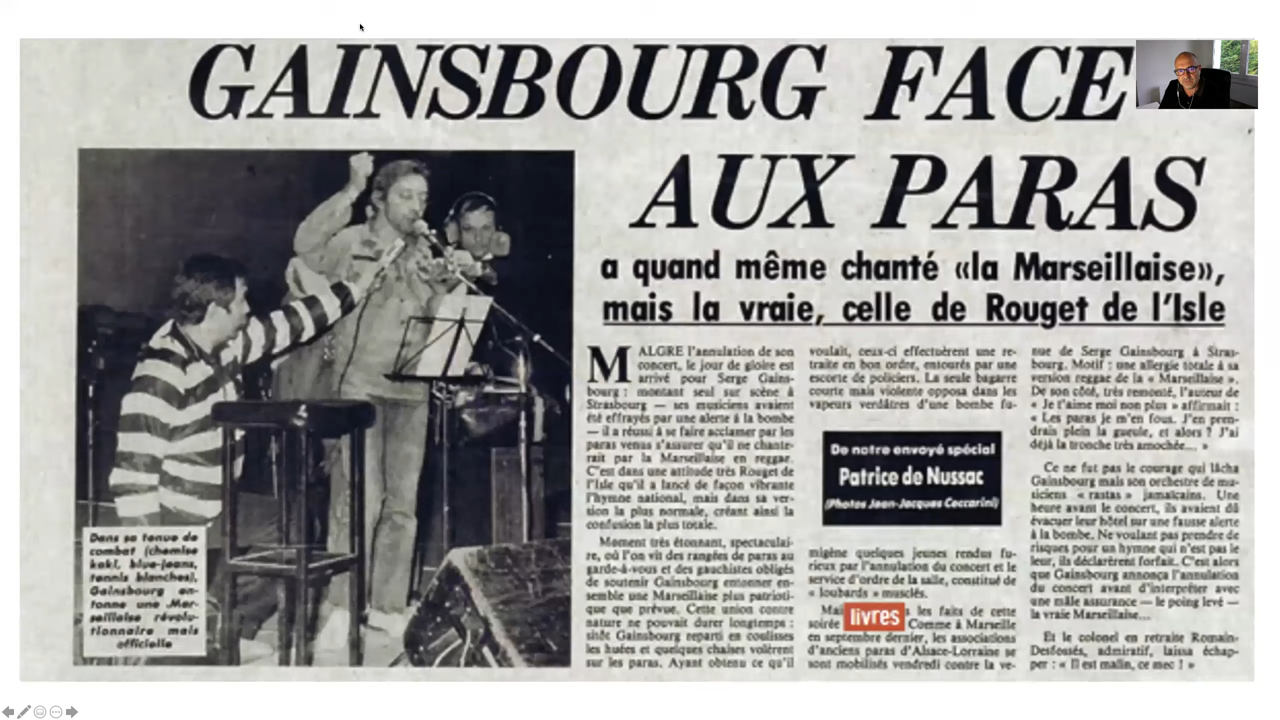 GAINSBOURG FACE
AUX PARAS
a quand même chanté «la Marseillaise»,
mais la vraie, celle de Rouget de l'Isle
Dans sa tenue de
combat (chemise
kaki, blue-jeans,
tennis blanches),
Gainsbourg en-
tonne une Mar-
seillaise révolu-
tionnaire mais
officielle
MALGRE l'annulation de son
concert, le jour de gloire est
arrivé pour Serge Gains-
bourg : montant seul sur scène à
Strasbourg — ses musiciens avaient
été effrayés par une alerte à la bombe
— il a réussi à se faire acclamer par les
paras venus s'assurer qu'il ne chante-
rait par la Marseillaise en reggae.
C'est dans une attitude très Rouget de
l'Isle qu'il a lancé de façon vibrante
l'hymne national, mais dans sa ver-
sion la plus normale, créant ainsi la
confusion la plus totale.
Moment très étonnant, spectaculai-
re, où l'on vit des rangées de paras au
garde-à-vous et des gauchistes obligés
de soutenir Gainsbourg entonner en-
semble une Marseillaise plus patrioti-
que que prévue. Cette union contre
nature ne pouvait durer longtemps :
sitôt Gainsbourg reparti en coulisses
les huées et quelques chaises volèrent
sur les paras. Ayant obtenu ce qu'il
voulait, ceux-ci effectuèrent une re-
traite en bon ordre, entourés par une
escorte de policiers. La seule bagarre
courte mais violente opposa dans les
vapeurs verdâtres d'une bombe fu-
De notre envoyé spécial
Patrice de Nussac
(Photos Jean-Jacques Ceccarini)
migène quelques jeunes rendus fu-
rieux par l'annulation du concert et le
service d'ordre de la salle, constitué de
« loubards » musclés.
les faits de cette
soirée Comme à Marseille
livres
en septembre dernier, les associations
d'anciens paras d'Alsace-Lorraine se
sont mobilisés vendredi contre la ve-
nue de Serge Gainsbourg à Stras-
bourg. Motif : une allergie totale à sa
version reggae de la « Marseillaise ».
De son côté, très remonté, l'auteur de
« Je t'aime moi non plus » affirmait :
« Les paras je m'en fous. J'en pren-
drais plein la gueule, et alors ? J'ai
déjà la tronche très amochée... »
Ce ne fut pas le courage qui lâcha
Gainsbourg mais son orchestre de mu-
siciens « rastas » jamaïcains. Une
heure avant le concert, ils avaient dû
évacuer leur hôtel sur une fausse alerte
à la bombe. Ne voulant pas prendre de
risques pour un hymne qui n'est pas le
leur, ils déclarèrent forfait. C'est alors
que Gainsbourg annonça l'annulation
du concert avant d'interpréter avec
une mâle assurance — le poing levé —
la vraie Marseillaise...
Et le colonel en retraite Romain-
Desfossés, admiratif, laissa échap-
per : « Il est malin, ce mec ! »